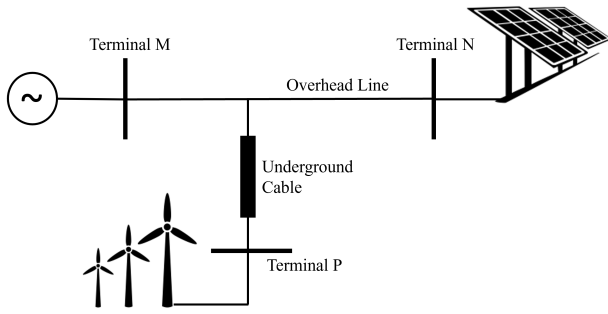 Terminal M
Terminal N
Overhead Line
Underground
Cable
Terminal P